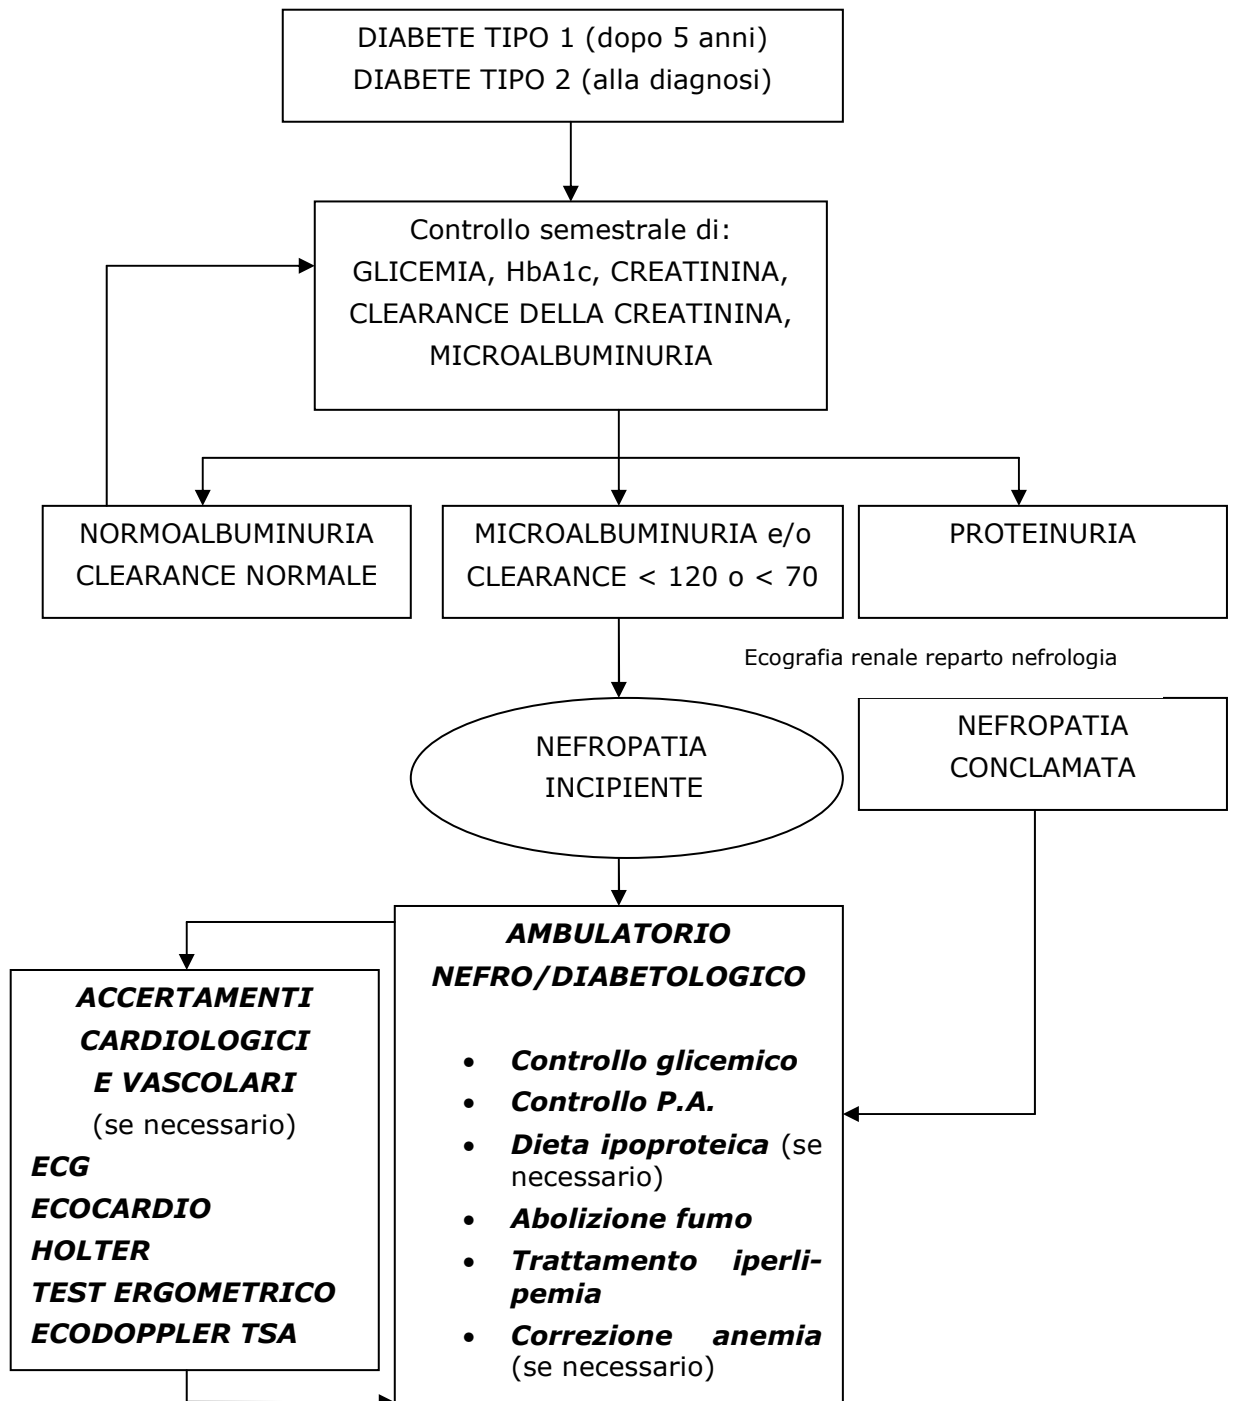 DIABETE TIPO 1 (dopo 5 anni)
DIABETE TIPO 2 (alla diagnosi)
Controllo semestrale di:
GLICEMIA, HbA1c, CREATININA,
CLEARANCE DELLA CREATININA,
MICROALBUMINURIA
NORMOALBUMINURIA
CLEARANCE NORMALE
MICROALBUMINURIA e/o
CLEARANCE < 120 o < 70
PROTEINURIA
Ecografia renale reparto nefrologia
NEFROPATIA
INCIPIENTE
NEFROPATIA
CONCLAMATA
ACCERTAMENTI
CARDIOLOGICI
E VASCOLARI
(se necessario)
ECG
ECOCARDIO
HOLTER
TEST ERGOMETRICO
ECODOPPLER TSA
AMBULATORIO
NEFRO/DIABETOLOGICO
• Controllo glicemico
• Controllo P.A.
• Dieta ipoproteica (se
necessario)
• Abolizione fumo
• Trattamento iperli-
pemia
• Correzione anemia
(se necessario)